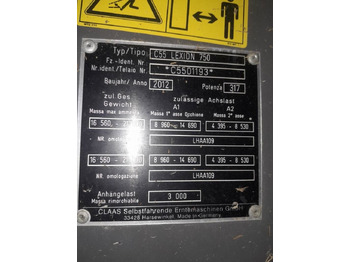 Typ/Tipo C55 LEXION 750
Fz.-Ident. Nr.
Nr.ident/Telaio Nr. *C5501193*
Baujahr/ Anno 2012 Potenza 317
zul.Ges Gewicht zulässige Achslast
A1 A2
Massa max ammessa Massa 1° asse Massa 2° asse
16 560- 8 960- 14 690 4 395 - 8 530
NR. omologazione LHAA109
16 560- 8 960 - 14 690 4 395 - 8 530
NR. omologazione LHAA109
Anhängelast 3 000
Massa rimorchiabile
CLAAS Selbstfahrende Erntemaschinen GmbH
33428 Harsewinkel, Made in Germany